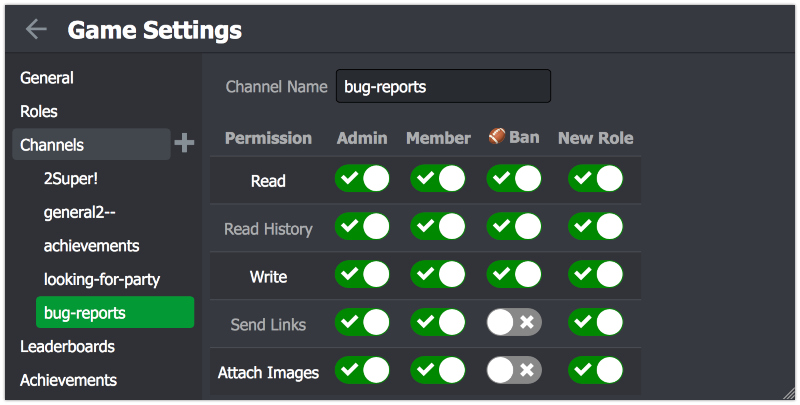 Game Settings
General
Roles
Channels
2Super!
general2--
achievements
looking-for-party
bug-reports
Leaderboards
Achievements
Channel Name bug-reports
Permission Admin Member 🏈 Ban New Role
Read
Read History
Write
Send Links
Attach Images